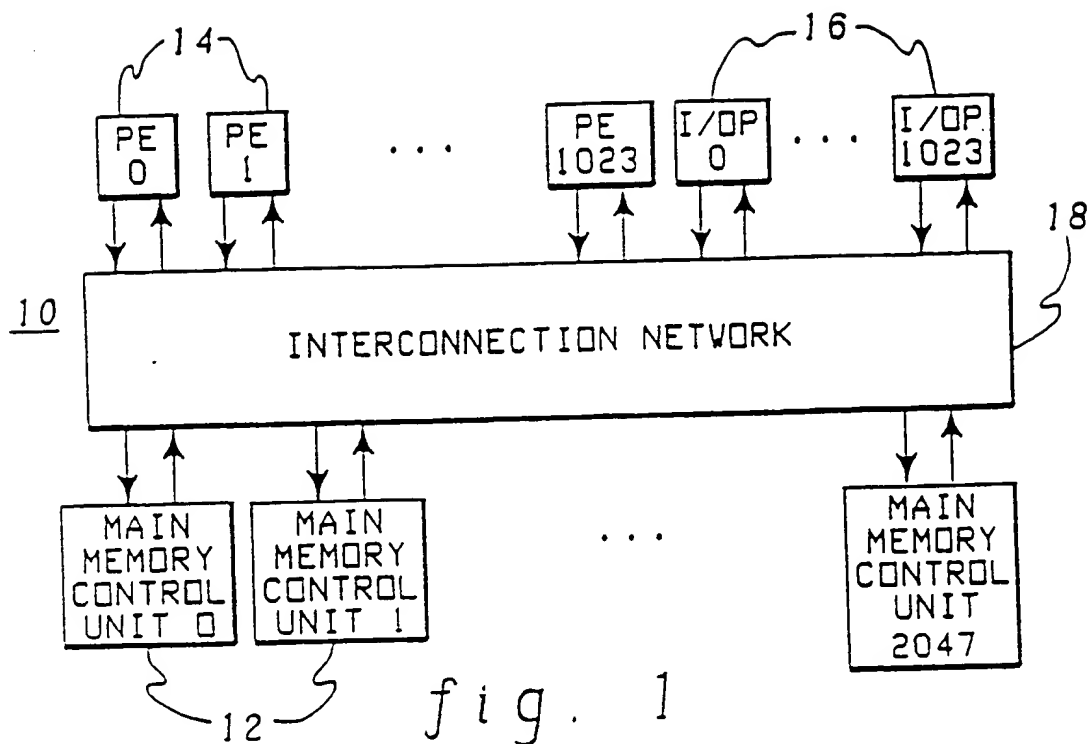 14
16
PE
0
PE
1
. . .
PE
1023
I/OP
0
. . .
I/OP
1023
18
10
INTERCONNECTION NETWORK
MAIN
MEMORY
CONTROL
UNIT 0
MAIN
MEMORY
CONTROL
UNIT 1
. . .
MAIN
MEMORY
CONTROL
UNIT
2047
12
fig. 1